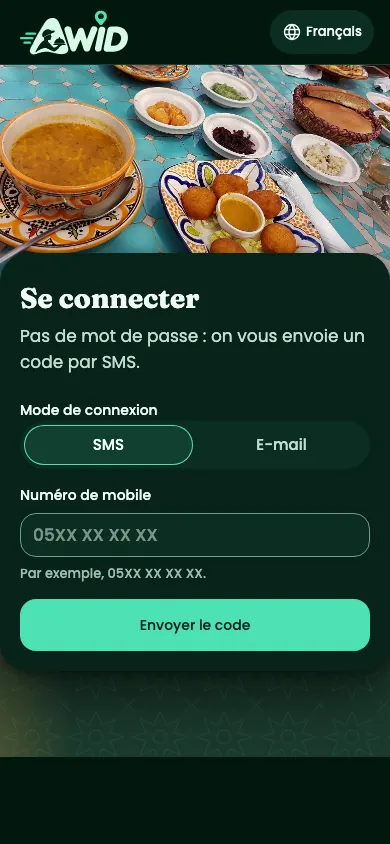 AWID
Français
Se connecter
Pas de mot de passe : on vous envoie un
code par SMS.
Mode de connexion
SMS
E-mail
Numéro de mobile
05XX XX XX XX
Par exemple, 05XX XX XX XX.
Envoyer le code